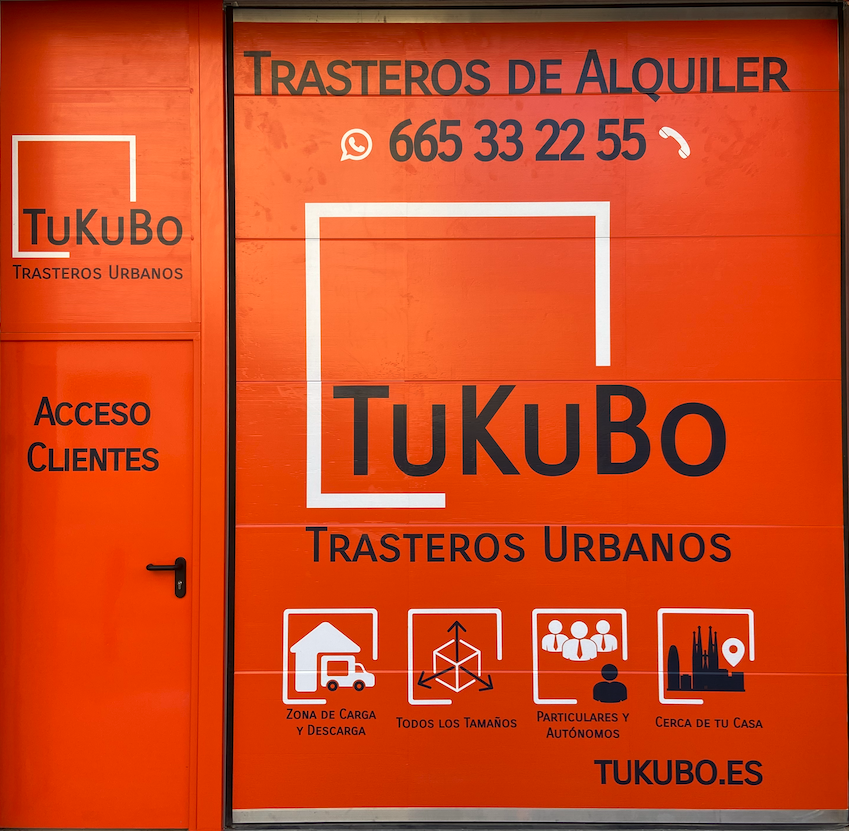 TuKuBo
Trasteros Urbanos
Acceso
Clientes
Trasteros de Alquiler
665 33 22 55
TuKuBo
Trasteros Urbanos
Zona de Carga
y Descarga
Todos los Tamaños
Particulares y
Autónomos
Cerca de tu Casa
TUKUBO.ES